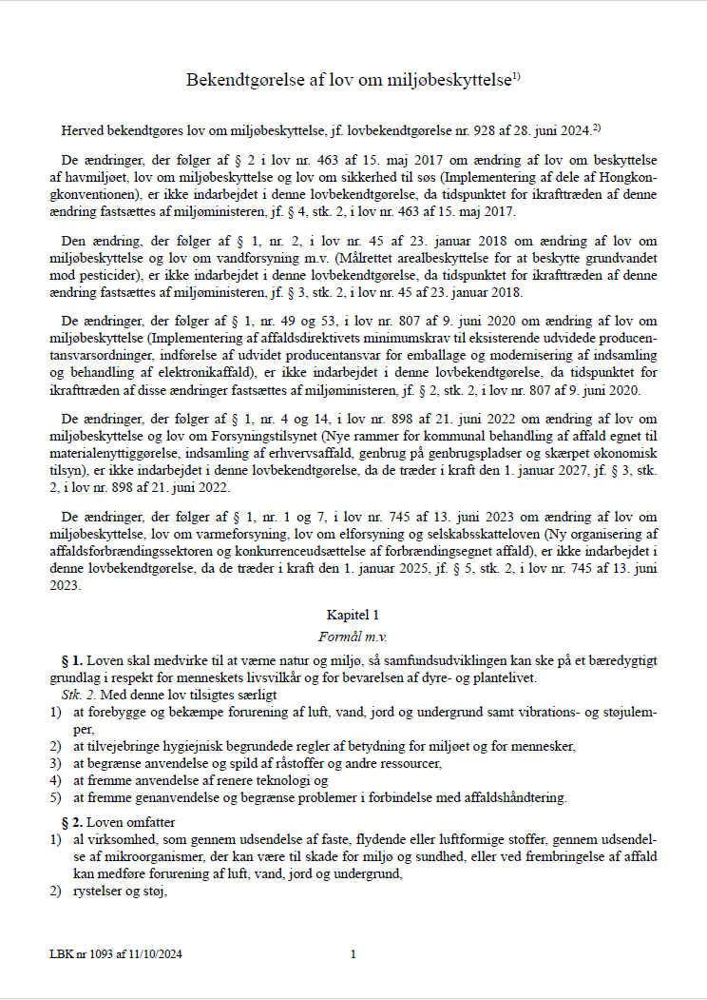 Bekendtgørelse af lov om miljøbeskyttelse1)
Herved bekendtgøres lov om miljøbeskyttelse, jf. lovbekendtgørelse nr. 928 af 28. juni 2024.2)
De ændringer, der følger af § 2 i lov nr. 463 af 15. maj 2017 om ændring af lov om beskyttelse
af havmiljøet, lov om miljøbeskyttelse og lov om sikkerhed til søs (Implementering af dele af Hongkon-
gkonventionen), er ikke indarbejdet i denne lovbekendtgørelse, da tidspunktet for ikrafttræden af denne
ændring fastsættes af miljøministeren, jf. § 4, stk. 2, i lov nr. 463 af 15. maj 2017.
Den ændring, der følger af § 1, nr. 2, i lov nr. 45 af 23. januar 2018 om ændring af lov om
miljøbeskyttelse og lov om vandforsyning m.v. (Målrettet arealbeskyttelse for at beskytte grundvandet
mod pesticider), er ikke indarbejdet i denne lovbekendtgørelse, da tidspunktet for ikrafttræden af denne
ændring fastsættes af miljøministeren, jf. § 3, stk. 2, i lov nr. 45 af 23. januar 2018.
De ændringer, der følger af § 1, nr. 49 og 53, i lov nr. 807 af 9. juni 2020 om ændring af lov om
miljøbeskyttelse (Implementering af affaldsdirektivets minimumskrav til eksisterende udvidede producen-
tansvarsordninger, indførelse af udvidet producentansvar for emballage og modernisering af indsamling
og behandling af elektronikaffald), er ikke indarbejdet i denne lovbekendtgørelse, da tidspunktet for
ikrafttræden af disse ændringer fastsættes af miljøministeren, jf. § 2, stk. 2, i lov nr. 807 af 9. juni 2020.
De ændringer, der følger af § 1, nr. 4 og 14, i lov nr. 898 af 21. juni 2022 om ændring af lov om
miljøbeskyttelse og lov om Forsyningstilsynet (Nye rammer for kommunal behandling af affald egnet til
materialenyttiggørelse, indsamling af erhvervsaffald, genbrug på genbrugspladser og skærpet økonomisk
tilsyn), er ikke indarbejdet i denne lovbekendtgørelse, da de træder i kraft den 1. januar 2027, jf. § 3, stk.
2, i lov nr. 898 af 21. juni 2022.
De ændringer, der følger af § 1, nr. 1 og 7, i lov nr. 745 af 13. juni 2023 om ændring af lov om
miljøbeskyttelse, lov om varmeforsyning, lov om elforsyning og selskabsskatteloven (Ny organisering af
affaldsforbrændingssektoren og konkurrenceudsættelse af forbrændingsegnet affald), er ikke indarbejdet i
denne lovbekendtgørelse, da de træder i kraft den 1. januar 2025, jf. § 5, stk. 2, i lov nr. 745 af 13. juni
2023.
Kapitel 1
Formål m.v.
§ 1. Loven skal medvirke til at værne natur og miljø, så samfundsudviklingen kan ske på et bæredygtigt
grundlag i respekt for menneskets livsvilkår og for bevarelsen af dyre- og plantelivet.
Stk. 2. Med denne lov tilsigtes særligt
1) at forebygge og bekæmpe forurening af luft, vand, jord og undergrund samt vibrations- og støjulem-
per,
2) at tilvejebringe hygiejnisk begrundede regler af betydning for miljøet og for mennesker,
3) at begrænse anvendelse og spild af råstoffer og andre ressourcer,
4) at fremme anvendelse af renere teknologi og
5) at fremme genanvendelse og begrænse problemer i forbindelse med affaldshåndtering.
§ 2. Loven omfatter
1) al virksomhed, som gennem udsendelse af faste, flydende eller luftformige stoffer, gennem udsendel-
se af mikroorganismer, der kan være til skade for miljø og sundhed, eller ved frembringelse af affald
kan medføre forurening af luft, vand, jord og undergrund,
2) rystelser og støj,
LBK nr 1093 af 11/10/2024 1